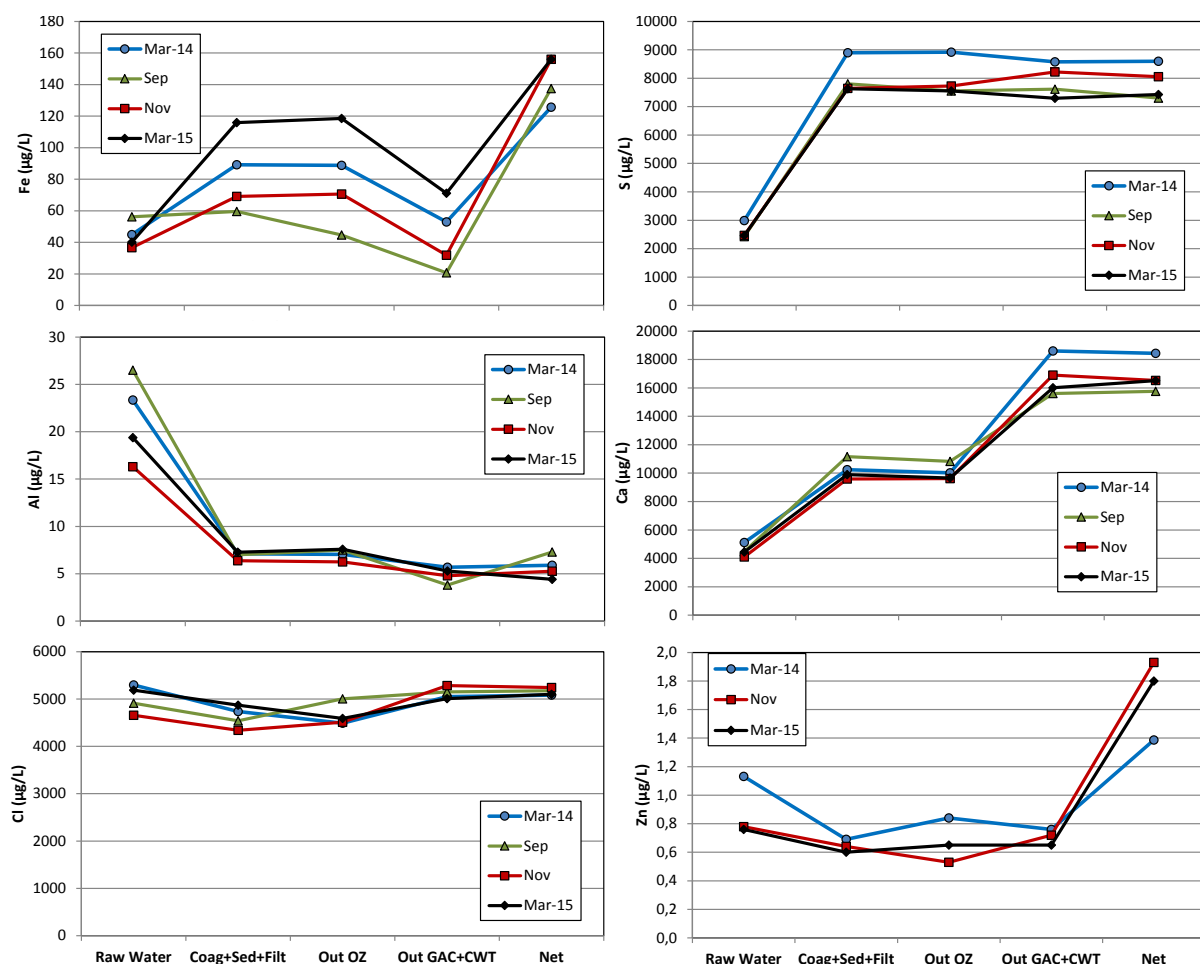 180
160
140
120
100
80
60
40
20
0
Fe (µg/L)
Mar-14
Sep
Nov
Mar-15
10000
9000
8000
7000
6000
5000
4000
3000
2000
1000
0
S (µg/L)
Mar-14
Sep
Nov
Mar-15
30
25
20
15
10
5
0
Al (µg/L)
Mar-14
Sep
Nov
Mar-15
20000
18000
16000
14000
12000
10000
8000
6000
4000
2000
0
Ca (µg/L)
Mar-14
Sep
Nov
Mar-15
6000
5000
4000
3000
2000
1000
0
Cl (µg/L)
Mar-14
Sep
Nov
Mar-15
Raw Water Coag+Sed+Filt Out OZ Out GAC+CWT Net
2,0
1,8
1,6
1,4
1,2
1,0
0,8
0,6
0,4
0,2
0,0
Zn (µg/L)
Mar-14
Nov
Mar-15
Raw Water Coag+Sed+Filt Out OZ Out GAC+CWT Net